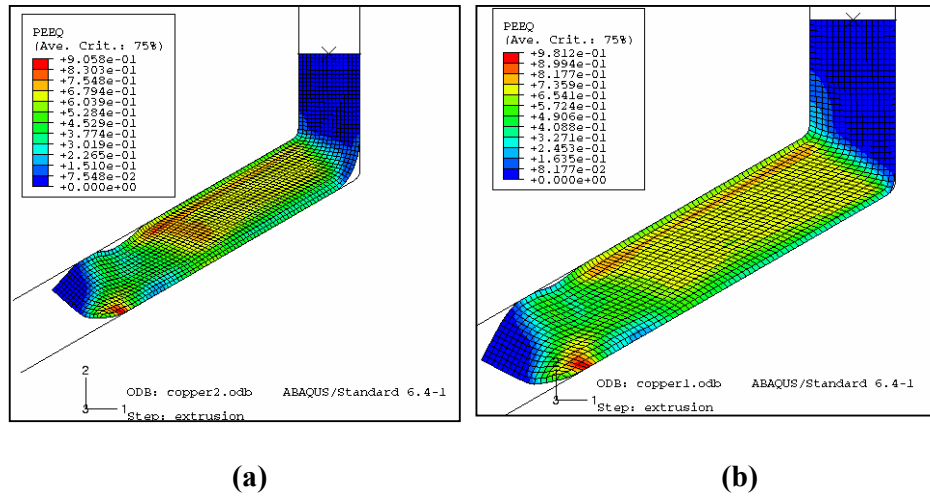 PEEQ
(Ave. Crit.: 75%)
+9.058e-01
+8.303e-01
+7.548e-01
+6.794e-01
+6.039e-01
+5.284e-01
+4.529e-01
+3.774e-01
+3.019e-01
+2.265e-01
+1.510e-01
+7.548e-02
+0.000e+00
2
3 1
ODB: copper2.odb ABAQUS/Standard 6.4-1
Step: extrusion
(a)
PEEQ
(Ave. Crit.: 75%)
+9.812e-01
+8.994e-01
+8.177e-01
+7.359e-01
+6.541e-01
+5.724e-01
+4.906e-01
+4.088e-01
+3.271e-01
+2.453e-01
+1.635e-01
+8.177e-02
+0.000e+00
3 1
ODB: copper1.odb ABAQUS/Standard 6.4-1
Step: extrusion
(b)